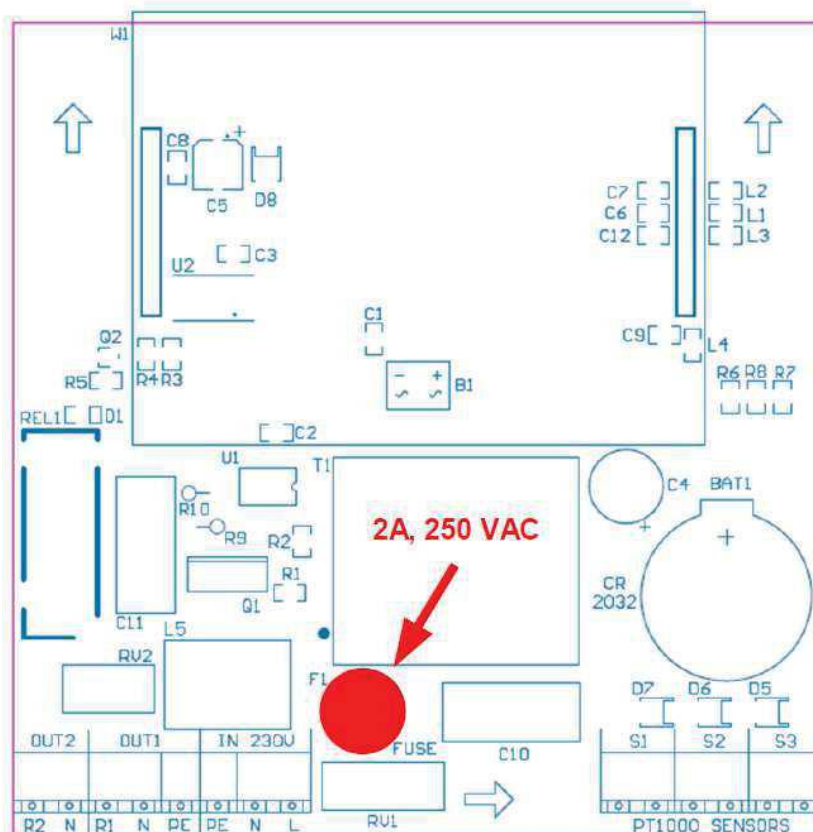 W1
C8
+
C5
D8
C7
L2
C6
L1
C12
L3
U2
C3
C1
Q2
C9
L4
R4 R3
- +
~ ~
B1
R5
R6 R8 R7
REL1
D1
C2
U1
T1
C4
BAT1
+
+
R10
R9
R2
2A, 250 VAC
CR
2032
R1
Q1
C11
L5
RV2
F1
D7
D6
D5
OUT2
OUT1
IN 230V
FUSE
C10
S1
S2
S3
R2 N R1 N PE PE N L
RV1
PT1000 SENSORS